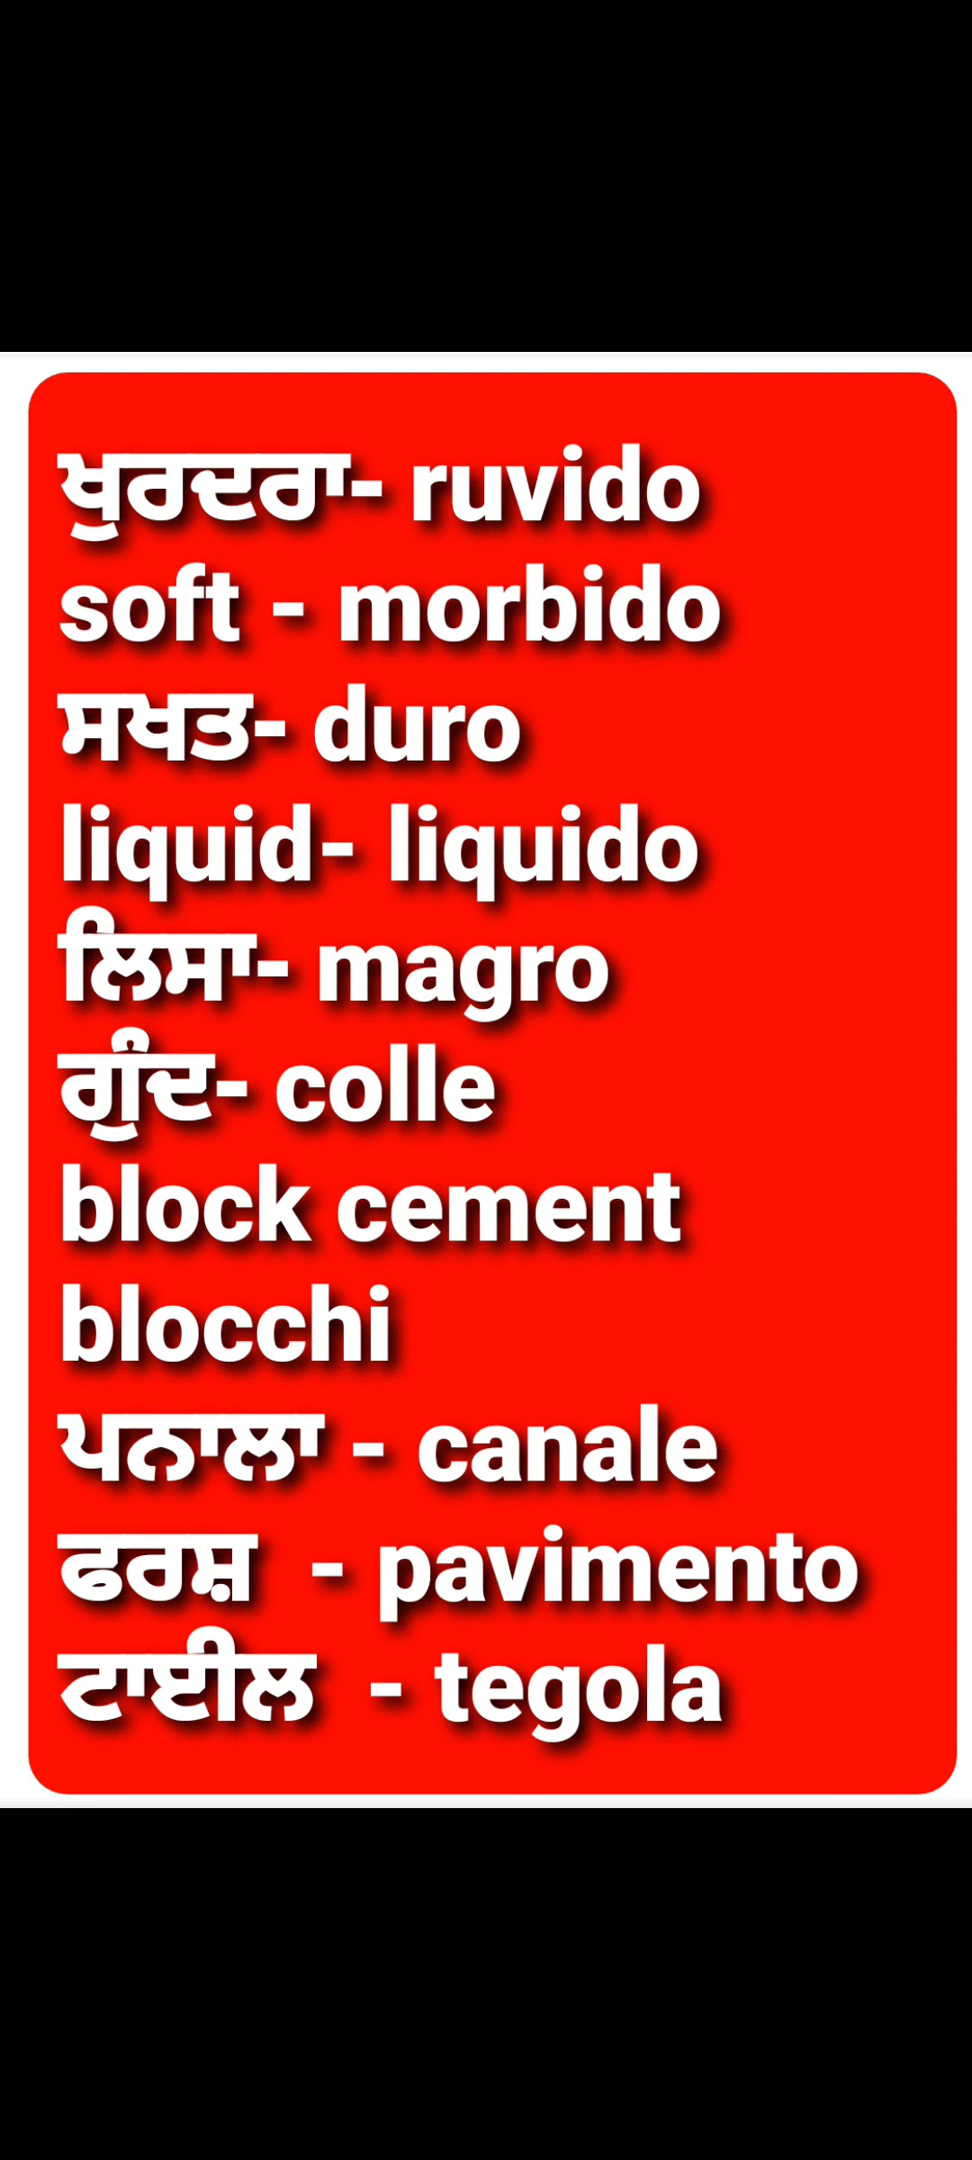 ਖੁਰਦਰਾ- ruvido
soft - morbido
ਸਖਤ- duro
liquid- liquido
ਲਿਸਾ- magro
ਗੁੰਦ- colle
block cement
blocchi
ਪਨਾਲਾ - canale
ਫਰਸ਼ - pavimento
ਟਾਈਲ - tegola